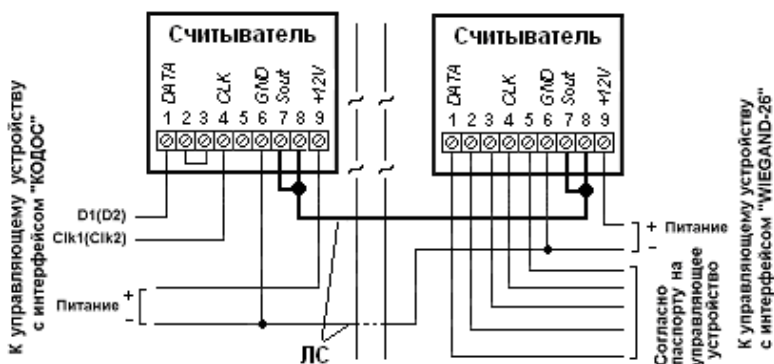 Считыватель
DATA CLK GND Sout +12V
1 2 3 4 5 6 7 8 9
Считыватель
DATA CLK GND Sout +12V
1 2 3 4 5 6 7 8 9
К управляющему устройству
с интерфейсом "КОДОС"
D1(D2)
Clk1(Clk2)
Питание + −
ЛС
+ Питание
−
Согласно
паспорту на
управляющее
устройство
К управляющему устройству
с интерфейсом "WIEGAND-26"